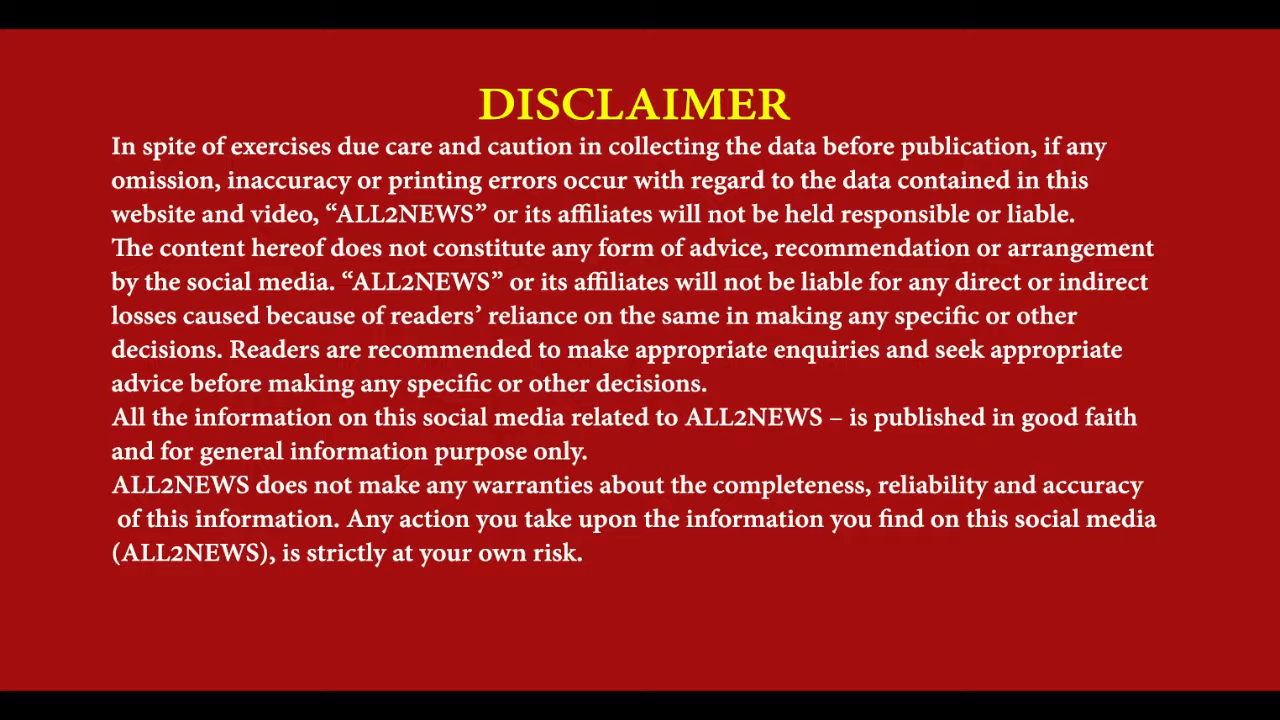 DISCLAIMER
In spite of exercises due care and caution in collecting the data before publication, if any
omission, inaccuracy or printing errors occur with regard to the data contained in this
website and video, “ALL2NEWS” or its affiliates will not be held responsible or liable.
The content hereof does not constitute any form of advice, recommendation or arrangement
by the social media. “ALL2NEWS” or its affiliates will not be liable for any direct or indirect
losses caused because of readers’ reliance on the same in making any specific or other
decisions. Readers are recommended to make appropriate enquiries and seek appropriate
advice before making any specific or other decisions.
All the information on this social media related to ALL2NEWS – is published in good faith
and for general information purpose only.
ALL2NEWS does not make any warranties about the completeness, reliability and accuracy
of this information. Any action you take upon the information you find on this social media
(ALL2NEWS), is strictly at your own risk.